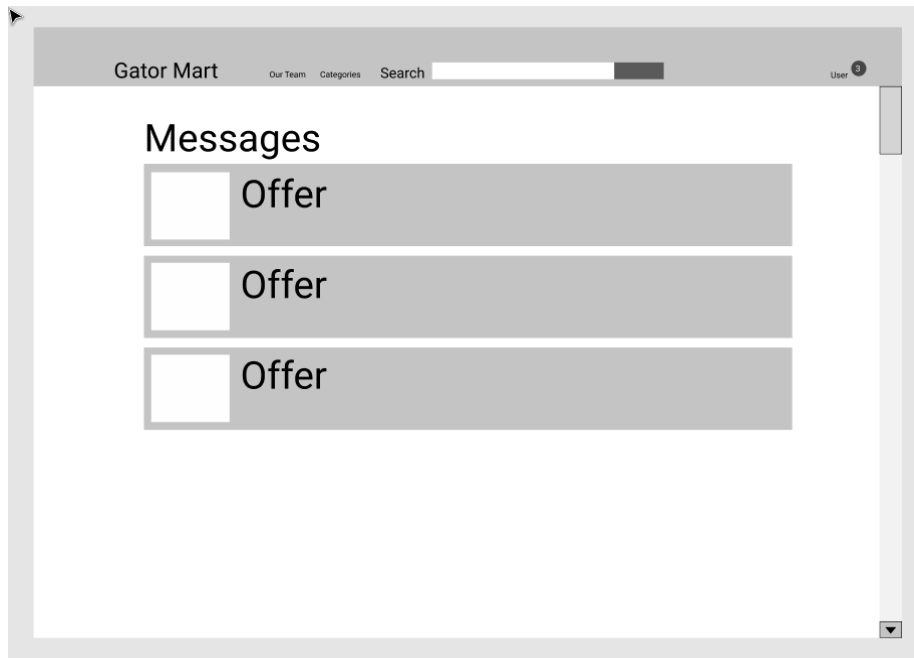 Gator Mart Our Team Categories Search User 3
Messages
Offer
Offer
Offer